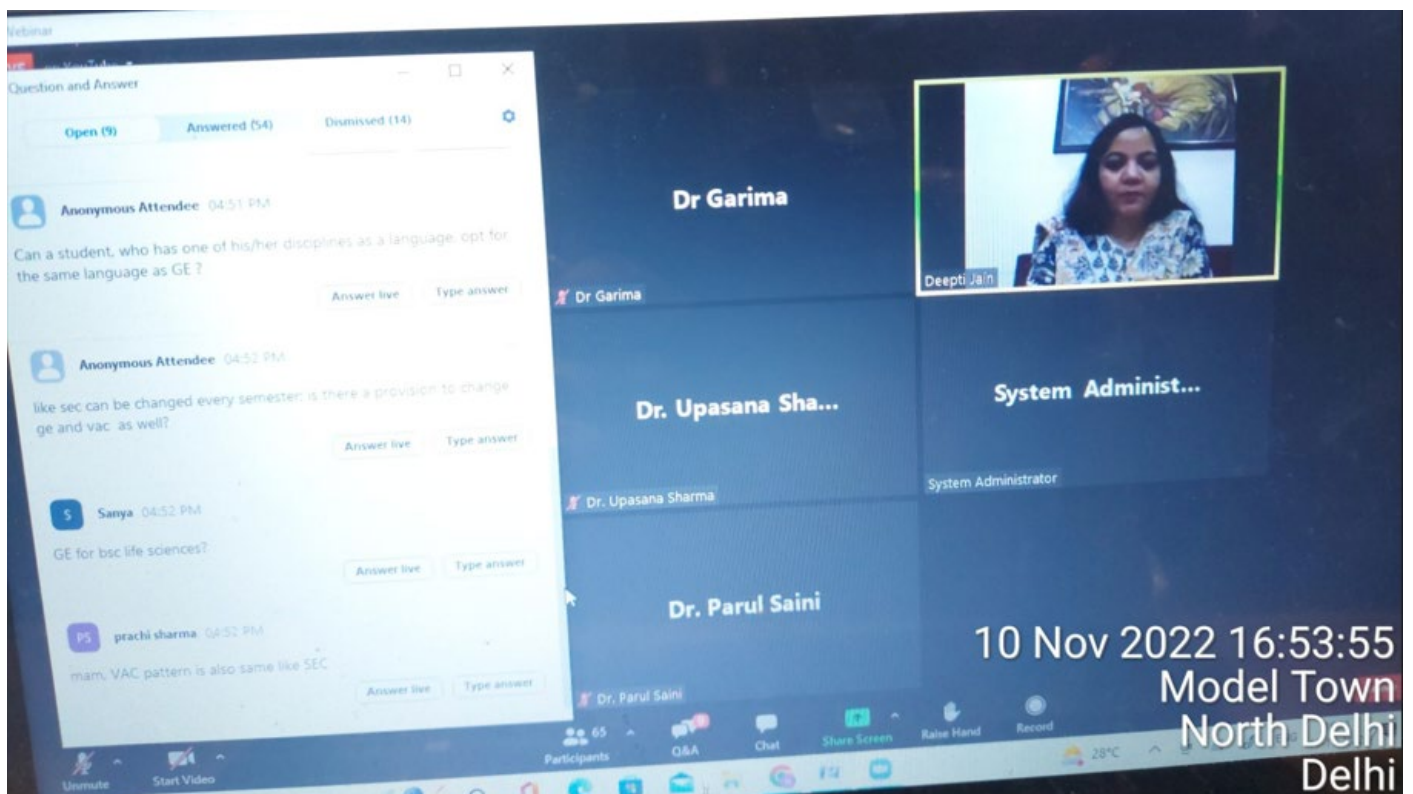 Webinar
on YouTube
Question and Answer
Open (9)
Answered (54)
Dismissed (14)
Anonymous Attendee 04:51 PM
Can a student, who has one of his/her disciplines as a language, opt for
the same language as GE ?
Answer live
Type answer
Anonymous Attendee 04:52 PM
like sec can be changed every semester; is there a provision to change
ge and vac as well?
Answer live
Type answer
S
Sanya 04:52 PM
GE for bsc life sciences?
Answer live
Type answer
PS
prachi sharma 04:52 PM
mam, VAC pattern is also same like SEC
Answer live
Type answer
Dr Garima
Dr Garima
Deepti Jain
Dr. Upasana Sha...
Dr. Upasana Sharma
System Administ...
System Administrator
Dr. Parul Saini
Dr. Parul Saini
Unmute
Start Video
65
Participants
Q&A
Chat
Share Screen
Raise Hand
Record
28°C
10 Nov 2022 16:53:55
Model Town
North Delhi
Delhi